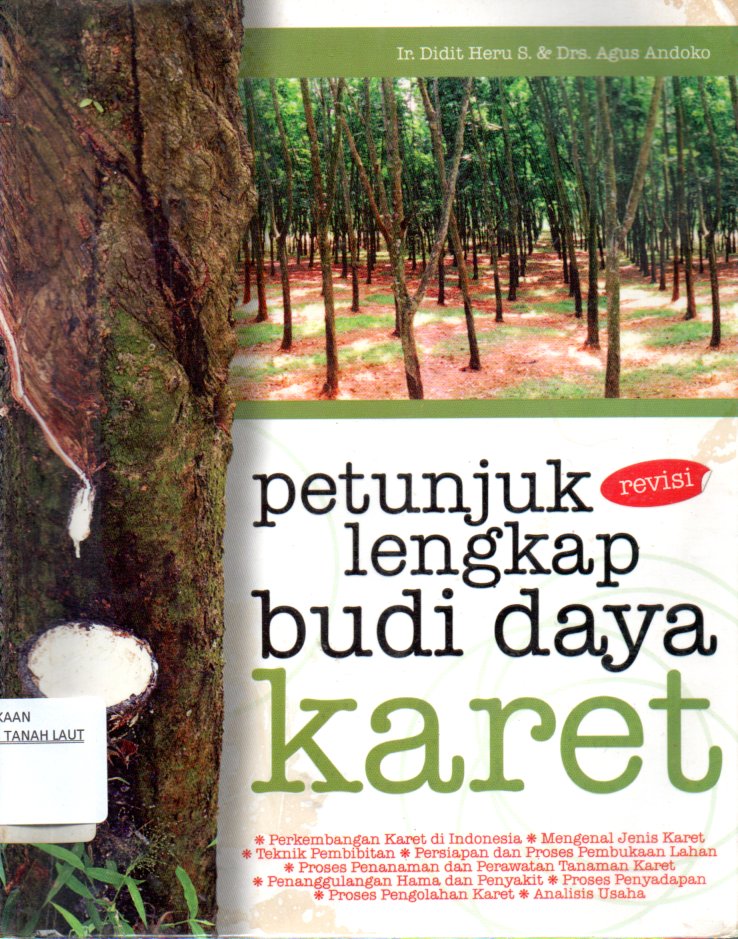 Ir. Didit Heru S. & Drs. Agus Andoko
petunjuk
revisi
lengkap
budi daya
karet
* Perkembangan Karet di Indonesia * Mengenal Jenis Karet
* Teknik Pembibitan * Persiapan dan Proses Pembukaan Lahan
* Proses Penanaman dan Perawatan Tanaman Karet
* Penanggulangan Hama dan Penyakit * Proses Penyadapan
* Proses Pengolahan Karet * Analisis Usaha
KAAN
TANAH LAUT